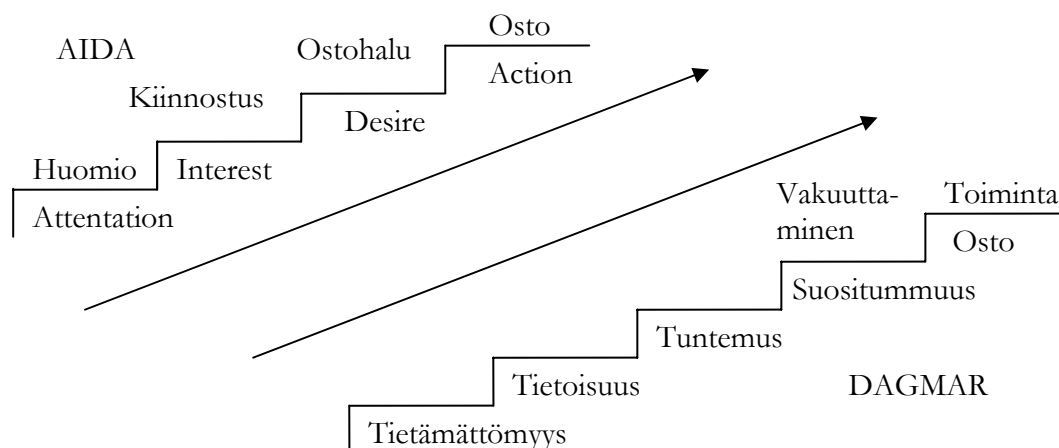 AIDA
Huomio
Attentation
Kiinnostus
Interest
Ostohalu
Desire
Osto
Action
Tietämättömyys
Tietoisuus
Tuntemus
Vakuutta-
minen
Suositummuus
Toiminta
Osto
DAGMAR